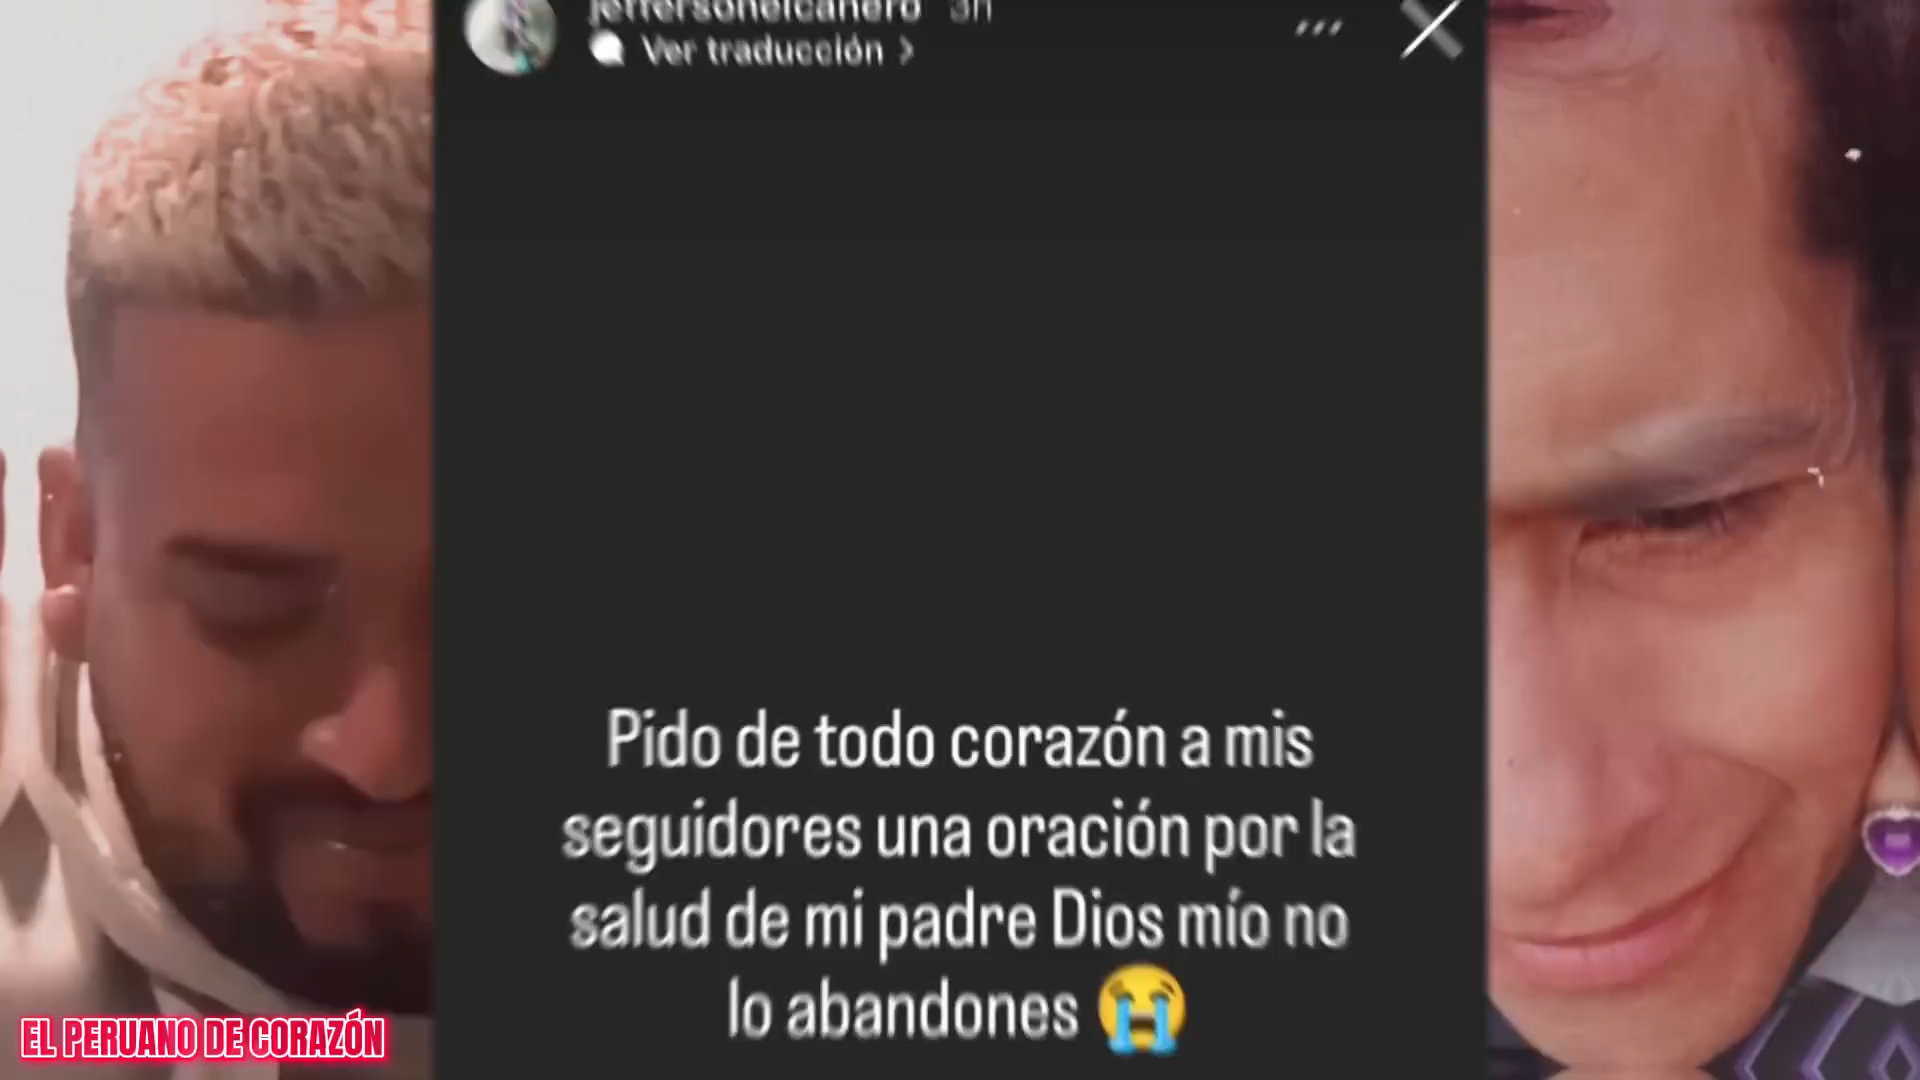 jeffersonelcanero 3h
Ver traducción >
Pido de todo corazón a mis
seguidores una oración por la
salud de mi padre Dios mío no
lo abandones 😭
EL PERUANO DE CORAZÓN